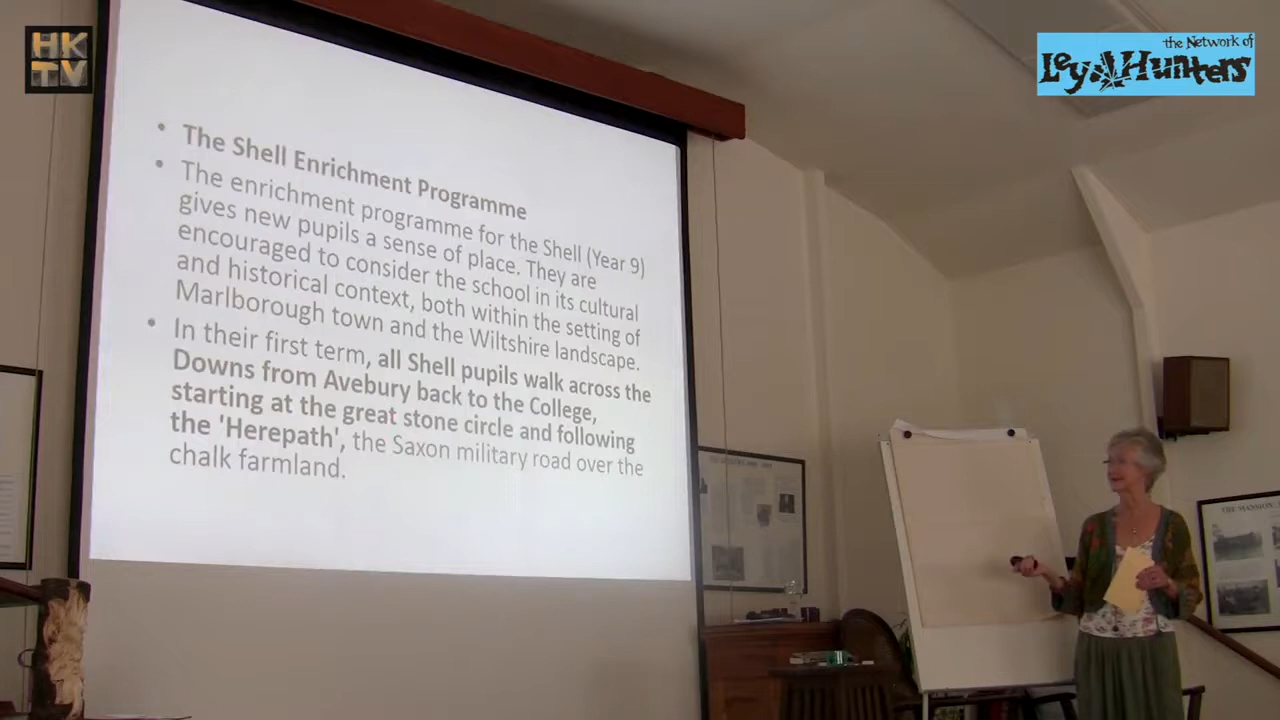 HK
TV
the Network of
Ley Hunters
• The Shell Enrichment Programme
• The enrichment programme for the Shell (Year 9)
gives new pupils a sense of place. They are
encouraged to consider the school in its cultural
and historical context, both within the setting of
Marlborough town and the Wiltshire landscape.
• In their first term, all Shell pupils walk across the
Downs from Avebury back to the College,
starting at the great stone circle and following
the 'Herepath', the Saxon military road over the
chalk farmland.
THE MANSION